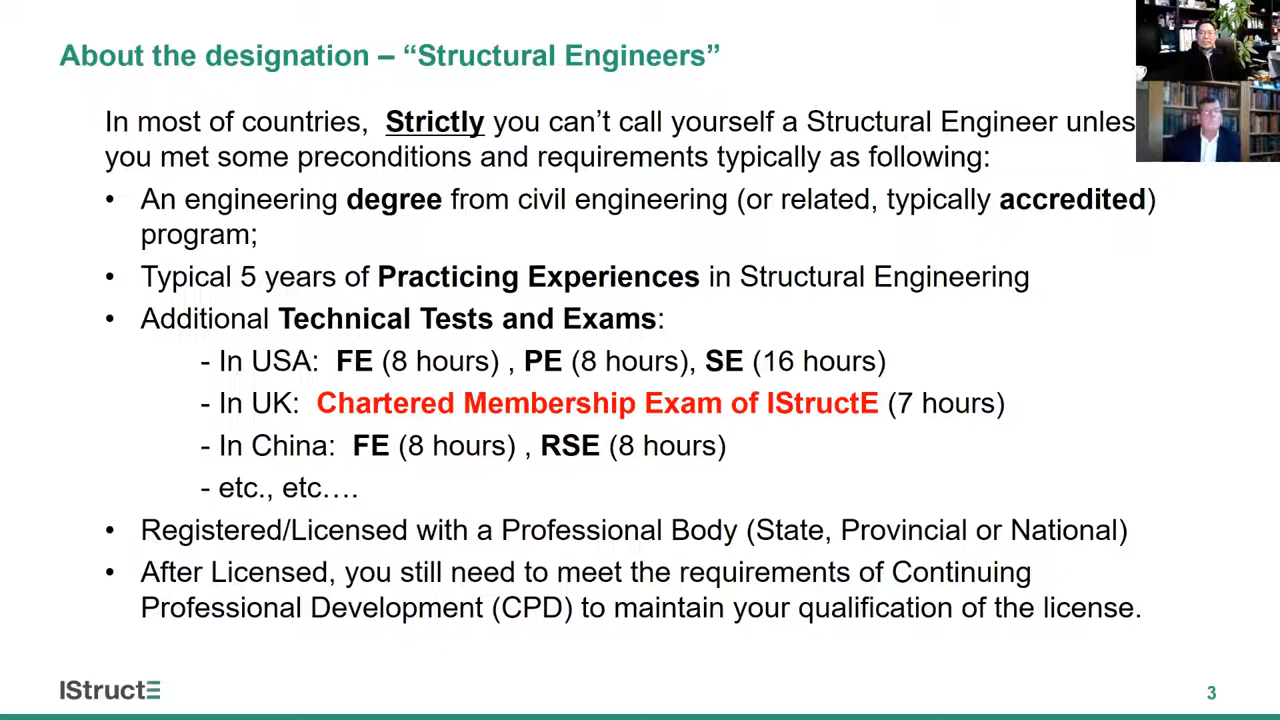 About the designation – “Structural Engineers”
In most of countries, Strictly you can’t call yourself a Structural Engineer unles
you met some preconditions and requirements typically as following:
• An engineering degree from civil engineering (or related, typically accredited)
program;
• Typical 5 years of Practicing Experiences in Structural Engineering
• Additional Technical Tests and Exams:
- In USA: FE (8 hours) , PE (8 hours), SE (16 hours)
- In UK: Chartered Membership Exam of IStructE (7 hours)
- In China: FE (8 hours) , RSE (8 hours)
- etc., etc….
• Registered/Licensed with a Professional Body (State, Provincial or National)
• After Licensed, you still need to meet the requirements of Continuing
Professional Development (CPD) to maintain your qualification of the license.
IStructE
3